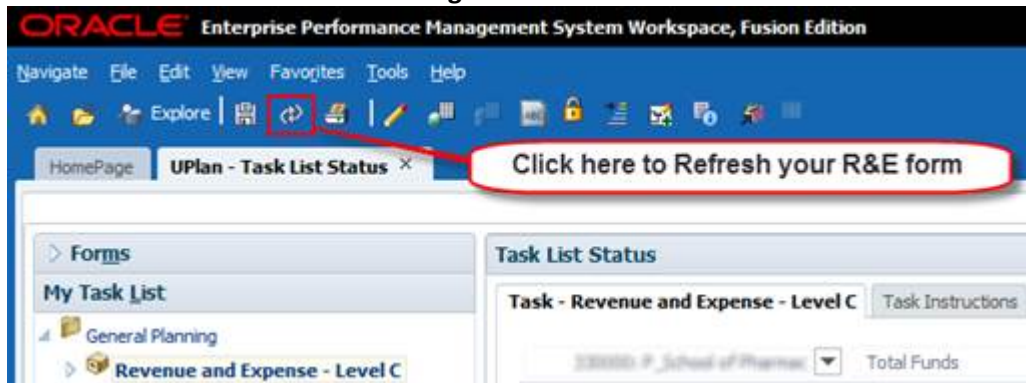 ORACLE Enterprise Performance Management System Workspace, Fusion Edition
Navigate File Edit View Favorites Tools Help
Explore
HomePage UPlan - Task List Status ×
Click here to Refresh your R&E form
Forms
Task List Status
My Task List
Task - Revenue and Expense - Level C Task Instructions
General Planning
Total Funds
Revenue and Expense - Level C